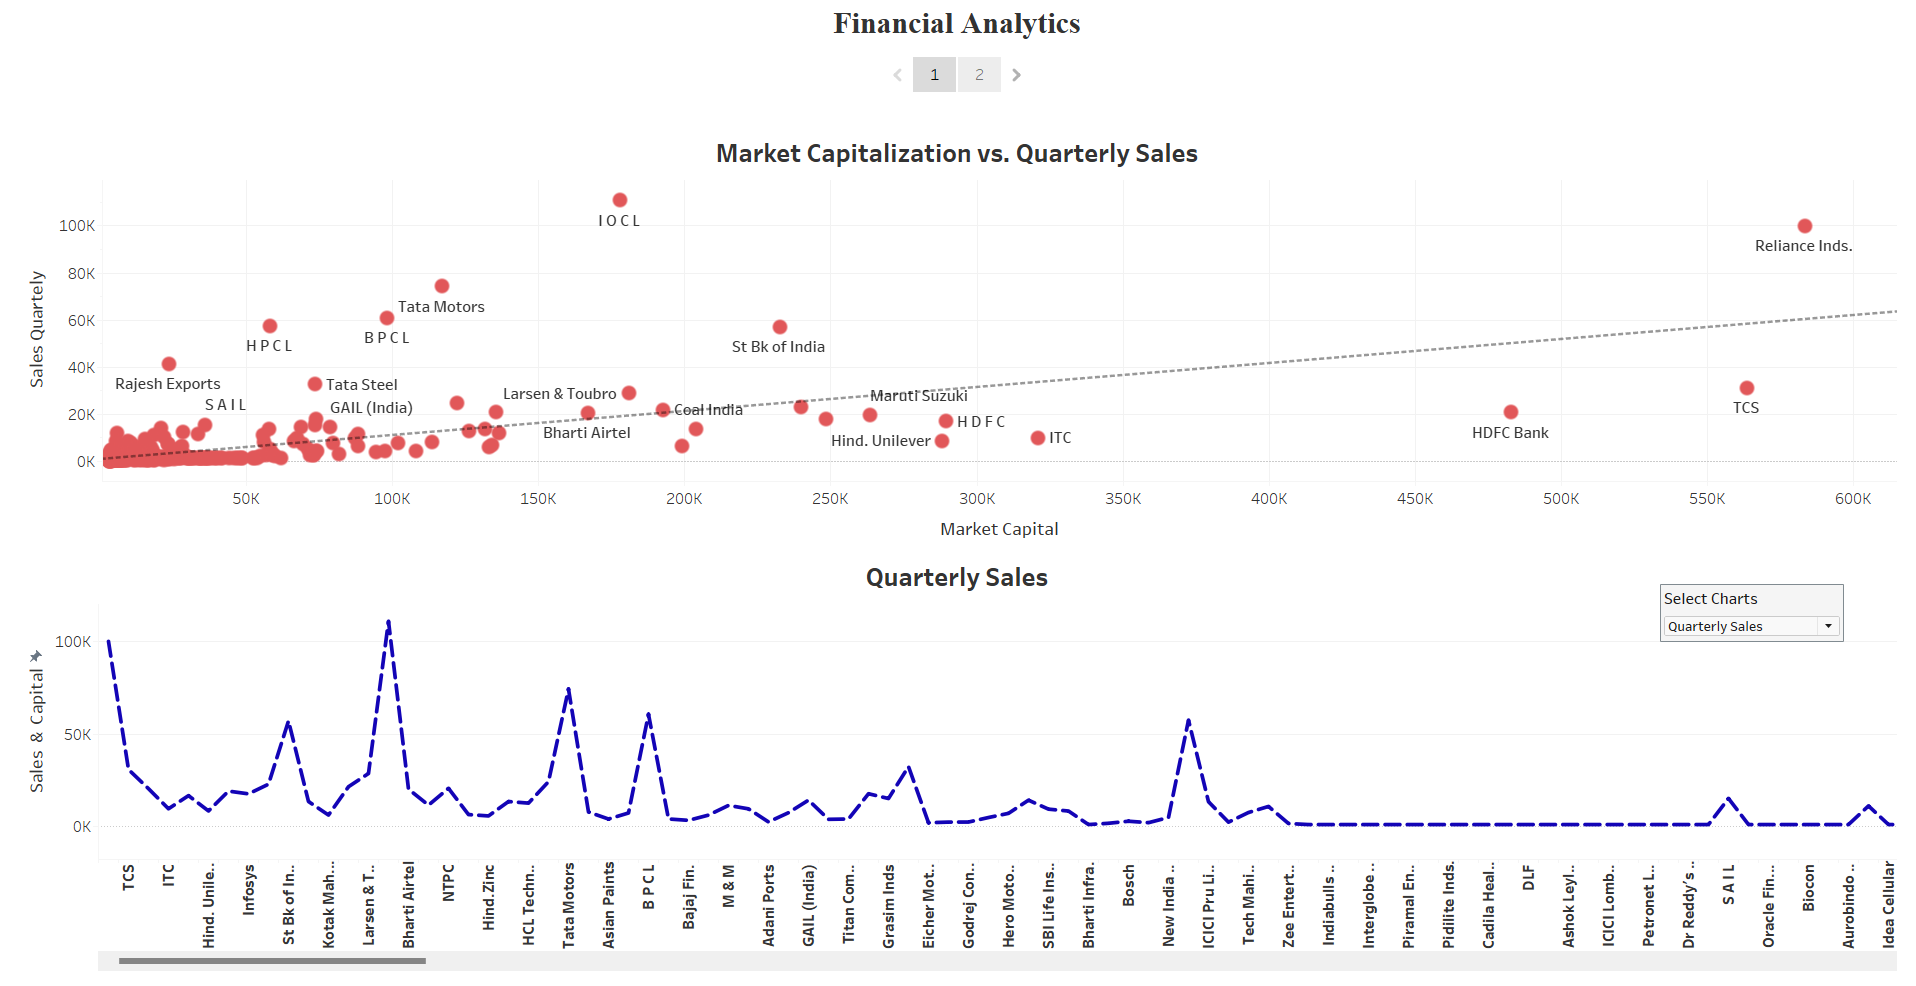 Financial Analytics
1 2
Market Capitalization vs. Quarterly Sales
Sales Quartely
100K
80K
60K
40K
20K
0K
I O C L
Reliance Inds.
Tata Motors
H P C L
B P C L
St Bk of India
Rajesh Exports
Tata Steel
Larsen & Toubro
Maruti Suzuki
S A I L
GAIL (India)
Coal India
TCS
H D F C
Bharti Airtel
Hind. Unilever
ITC
HDFC Bank
50K 100K 150K 200K 250K 300K 350K 400K 450K 500K 550K 600K
Market Capital
Quarterly Sales
Select Charts
Quarterly Sales
Sales & Capital
100K
50K
0K
TCS
ITC
Hind. Unile..
Infosys
St Bk of In..
Kotak Mah..
Larsen & T..
Bharti Airtel
NTPC
Hind.Zinc
HCL Techn..
Tata Motors
Asian Paints
B P C L
Bajaj Fin.
M & M
Adani Ports
GAIL (India)
Titan Com..
Grasim Inds
Eicher Mot..
Godrej Con..
Hero Moto..
SBI Life Ins..
Bharti Infra.
Bosch
New India ..
ICICI Pru Li..
Tech Mahi..
Zee Entert..
Indiabulls ..
Interglobe ..
Piramal En..
Pidilite Inds.
Cadila Heal..
DLF
Ashok Leyl..
ICICI Lomb..
Petronet L..
Dr Reddy's ..
S A I L
Oracle Fin..
Biocon
Aurobindo ..
Idea Cellular